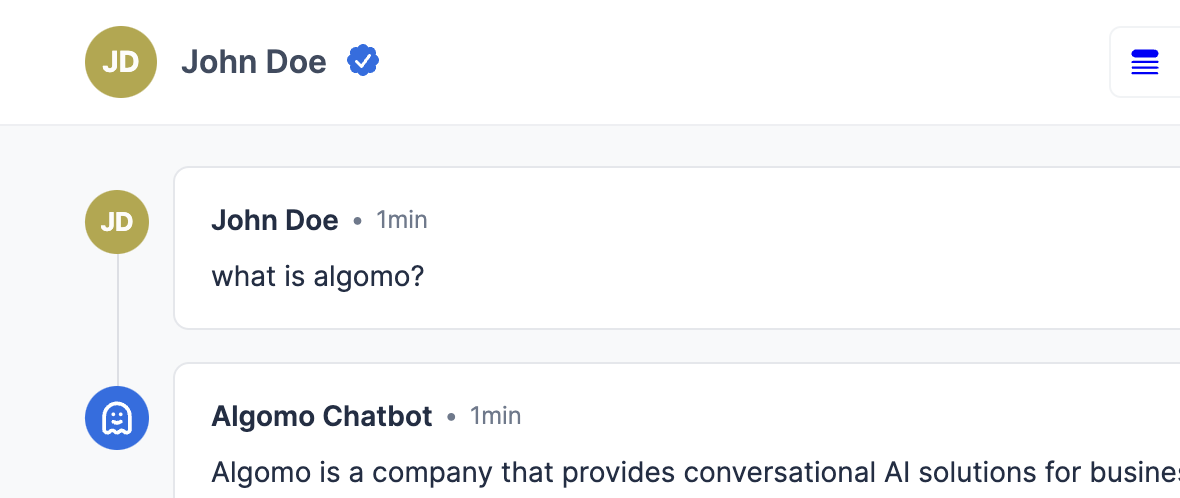 JD John Doe
JD
John Doe • 1min
what is algomo?
Algomo Chatbot • 1min
Algomo is a company that provides conversational AI solutions for